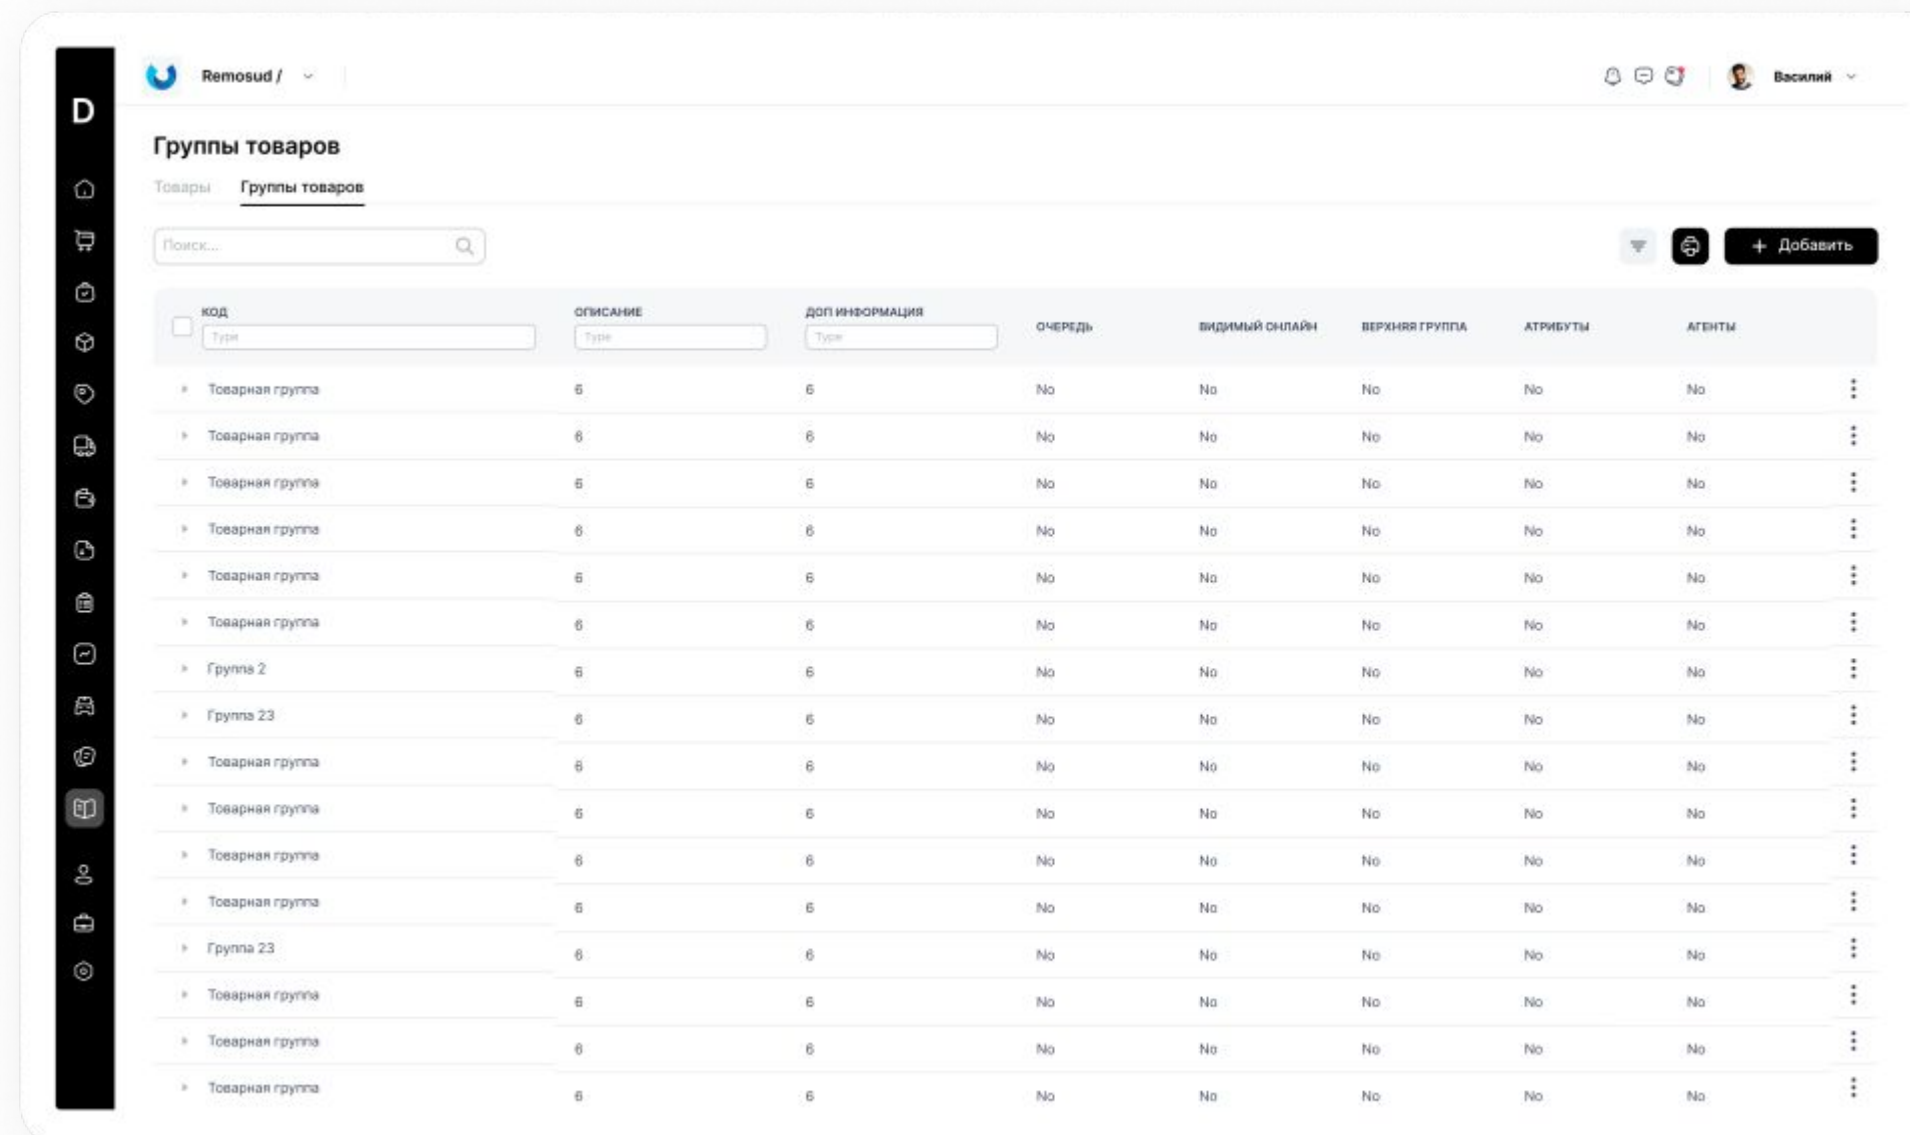 D
Remosud /
Василий
Группы товаров
Товары Группы товаров
Поиск...
+ Добавить
КОД ОПИСАНИЕ ДОП ИНФОРМАЦИЯ ОЧЕРЕДЬ ВИДИМЫЙ ОНЛАЙН ВЕРХНЯЯ ГРУППА АТРИБУТЫ АГЕНТЫ
Type Type Type
Товарная группа 6 6 No No No No No
Товарная группа 6 6 No No No No No
Товарная группа 6 6 No No No No No
Товарная группа 6 6 No No No No No
Товарная группа 6 6 No No No No No
Товарная группа 6 6 No No No No No
Группа 2 6 6 No No No No No
Группа 23 6 6 No No No No No
Товарная группа 6 6 No No No No No
Товарная группа 6 6 No No No No No
Товарная группа 6 6 No No No No No
Товарная группа 6 6 No No No No No
Группа 23 6 6 No No No No No
Товарная группа 6 6 No No No No No
Товарная группа 6 6 No No No No No
Товарная группа 6 6 No No No No No